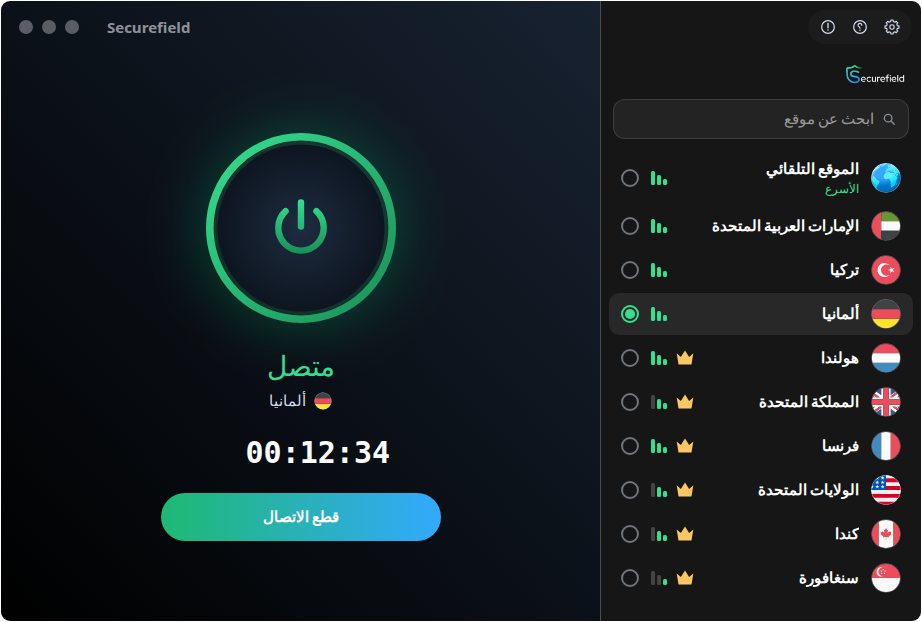 Securefield
Securefield
ابحث عن موقع
الموقع التلقائي
الأسرع
الإمارات العربية المتحدة
تركيا
ألمانيا
هولندا
المملكة المتحدة
فرنسا
الولايات المتحدة
كندا
سنغافورة
متصل
ألمانيا
00:12:34
قطع الاتصال